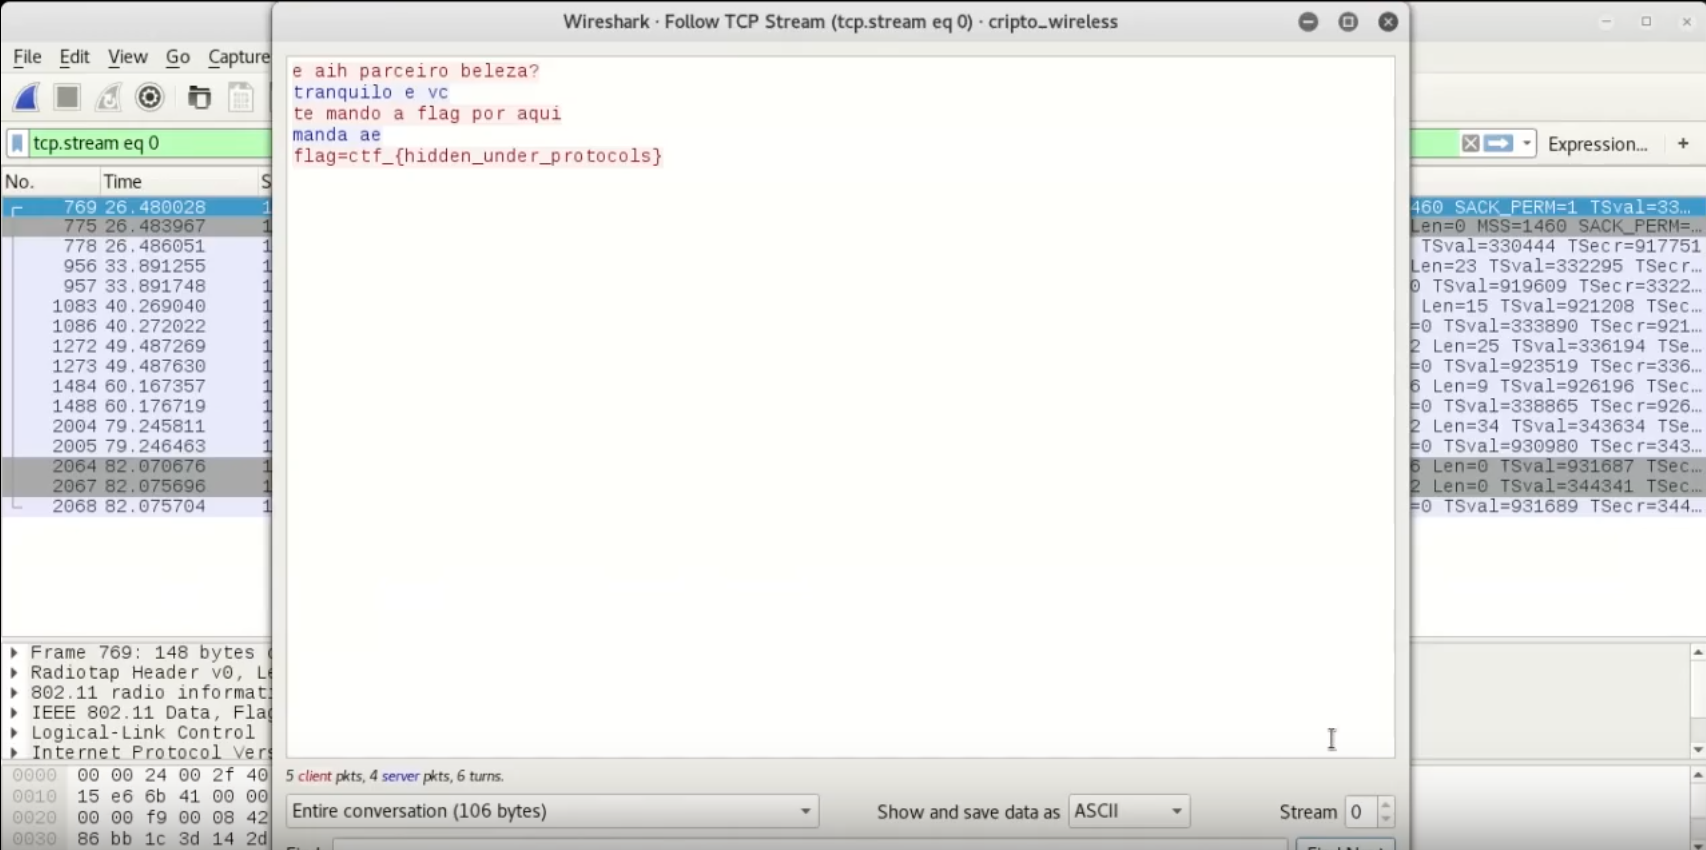 Wireshark · Follow TCP Stream (tcp.stream eq 0) · cripto_wireless
File Edit View Go Capture
tcp.stream eq 0
Expression... +
No. Time S
e aih parceiro beleza?
tranquilo e vc
te mando a flag por aqui
manda ae
flag=ctf_{hidden_under_protocols}
769 26.480028 1 460 SACK_PERM=1 TSval=33...
775 26.483967 1 Len=0 MSS=1460 SACK_PERM=...
778 26.486051 1 TSval=330444 TSecr=917751
956 33.891255 1 Len=23 TSval=332295 TSecr...
957 33.891748 1 0 TSval=919609 TSecr=3322...
1083 40.269040 1 Len=15 TSval=921208 TSec...
1086 40.272022 1 =0 TSval=333890 TSecr=921...
1272 49.487269 1 2 Len=25 TSval=336194 TSe...
1273 49.487630 1 =0 TSval=923519 TSecr=336...
1484 60.167357 1 6 Len=9 TSval=926196 TSec...
1488 60.176719 1 =0 TSval=338865 TSecr=926...
2004 79.245811 1 2 Len=34 TSval=343634 TSe...
2005 79.246463 1 =0 TSval=930980 TSecr=343...
2064 82.070676 1 6 Len=0 TSval=931687 TSec...
2067 82.075696 1 2 Len=0 TSval=344341 TSec...
2068 82.075704 1 =0 TSval=931689 TSecr=344...
Frame 769: 148 bytes
Radiotap Header v0, Le
802.11 radio informat
IEEE 802.11 Data, Flag
Logical-Link Control
Internet Protocol Vers
0000 00 00 24 00 2f 40
0010 15 e6 6b 41 00 00
0020 00 00 f9 00 08 42
0030 86 bb 1c 3d 14 2d
5 client pkts, 4 server pkts, 6 turns.
Entire conversation (106 bytes) Show and save data as ASCII Stream 0